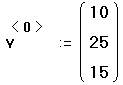 v<0> := (10
25
15)